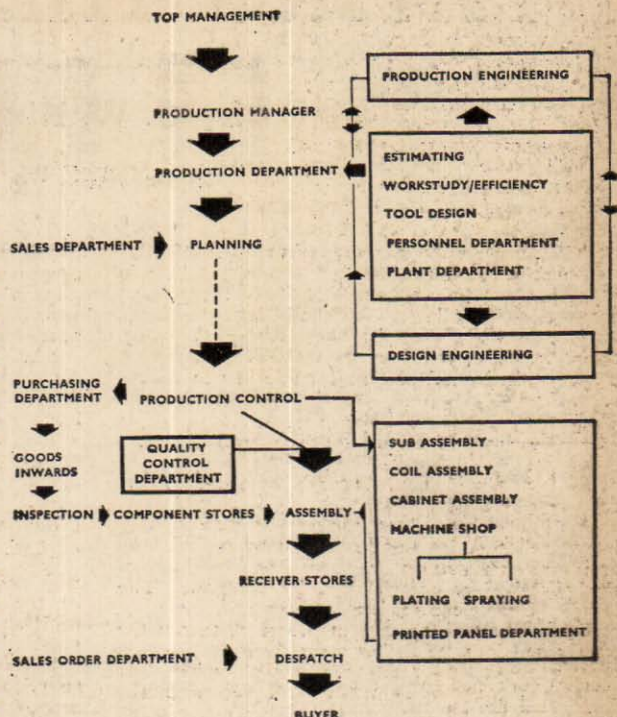 TOP MANAGEMENT
PRODUCTION MANAGER
PRODUCTION DEPARTMENT
SALES DEPARTMENT
PLANNING
PRODUCTION ENGINEERING
ESTIMATING
WORKSTUDY/EFFICIENCY
TOOL DESIGN
PERSONNEL DEPARTMENT
PLANT DEPARTMENT
DESIGN ENGINEERING
PURCHASING
DEPARTMENT
PRODUCTION CONTROL
GOODS
INWARDS
QUALITY
CONTROL
DEPARTMENT
INSPECTION
COMPONENT STORES
ASSEMBLY
SUB ASSEMBLY
COIL ASSEMBLY
CABINET ASSEMBLY
MACHINE SHOP
PLATING
SPRAYING
PRINTED PANEL DEPARTMENT
RECEIVER STORES
SALES ORDER DEPARTMENT
DESPATCH
BUYER